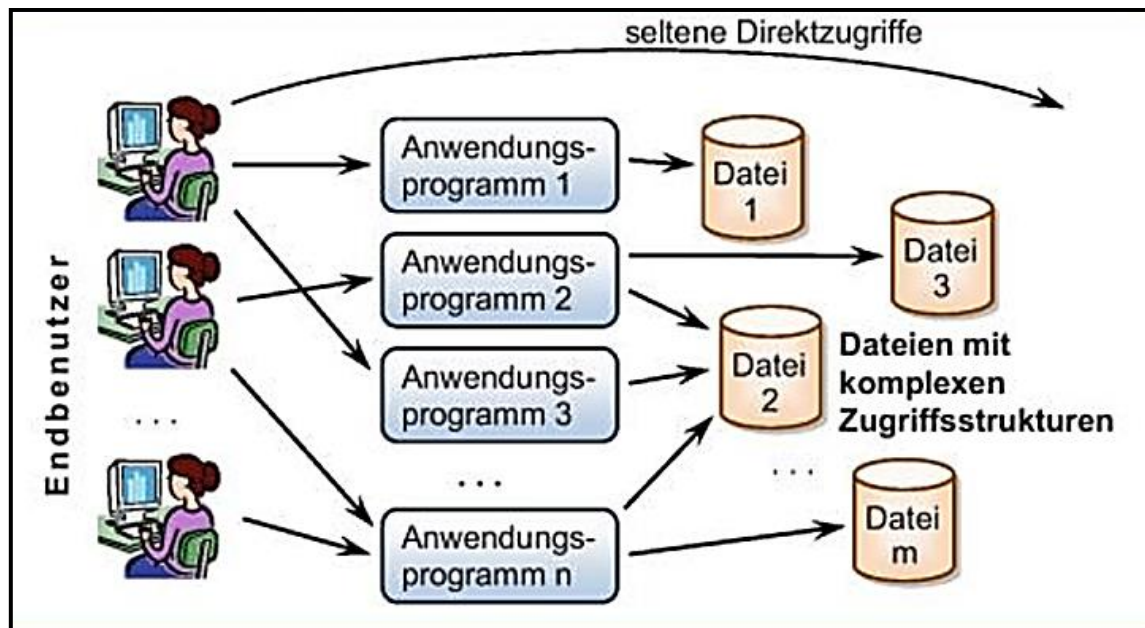 seltene Direktzugriffe
Endbenutzer
Anwendungs-
programm 1
Datei
1
Anwendungs-
programm 2
Datei
3
Anwendungs-
programm 3
Datei
2
Dateien mit
komplexen
Zugriffsstrukturen
. . .
. . .
. . .
Anwendungs-
programm n
Datei
m